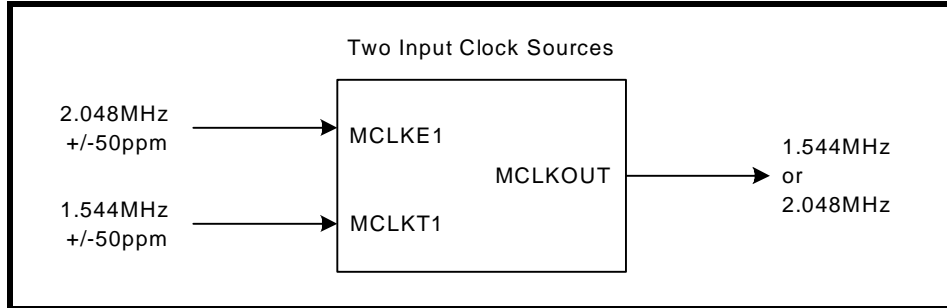 Two Input Clock Sources
2.048MHz
+/-50ppm
MCLKE1
MCLKOUT
1.544MHz
or
2.048MHz
1.544MHz
+/-50ppm
MCLKT1